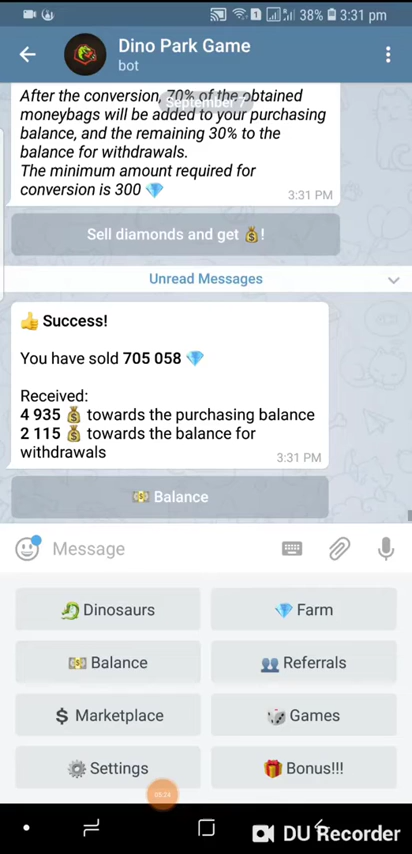 38% 3:31 pm
Dino Park Game
bot
After the conversion, 70% of the obtained
September 7
moneybags will be added to your purchasing
balance, and the remaining 30% to the
balance for withdrawals.
The minimum amount required for
conversion is 300 💎
3:31 PM
Sell diamonds and get 💰!
Unread Messages
👍 Success!
You have sold 705 058 💎
Received:
4 935 💰 towards the purchasing balance
2 115 💰 towards the balance for
withdrawals
3:31 PM
💵 Balance
Message
🐉 Dinosaurs
💎 Farm
💵 Balance
👥 Referrals
$ Marketplace
🎲 Games
⚙️ Settings
🎁 Bonus!!!
05:24
DU Recorder